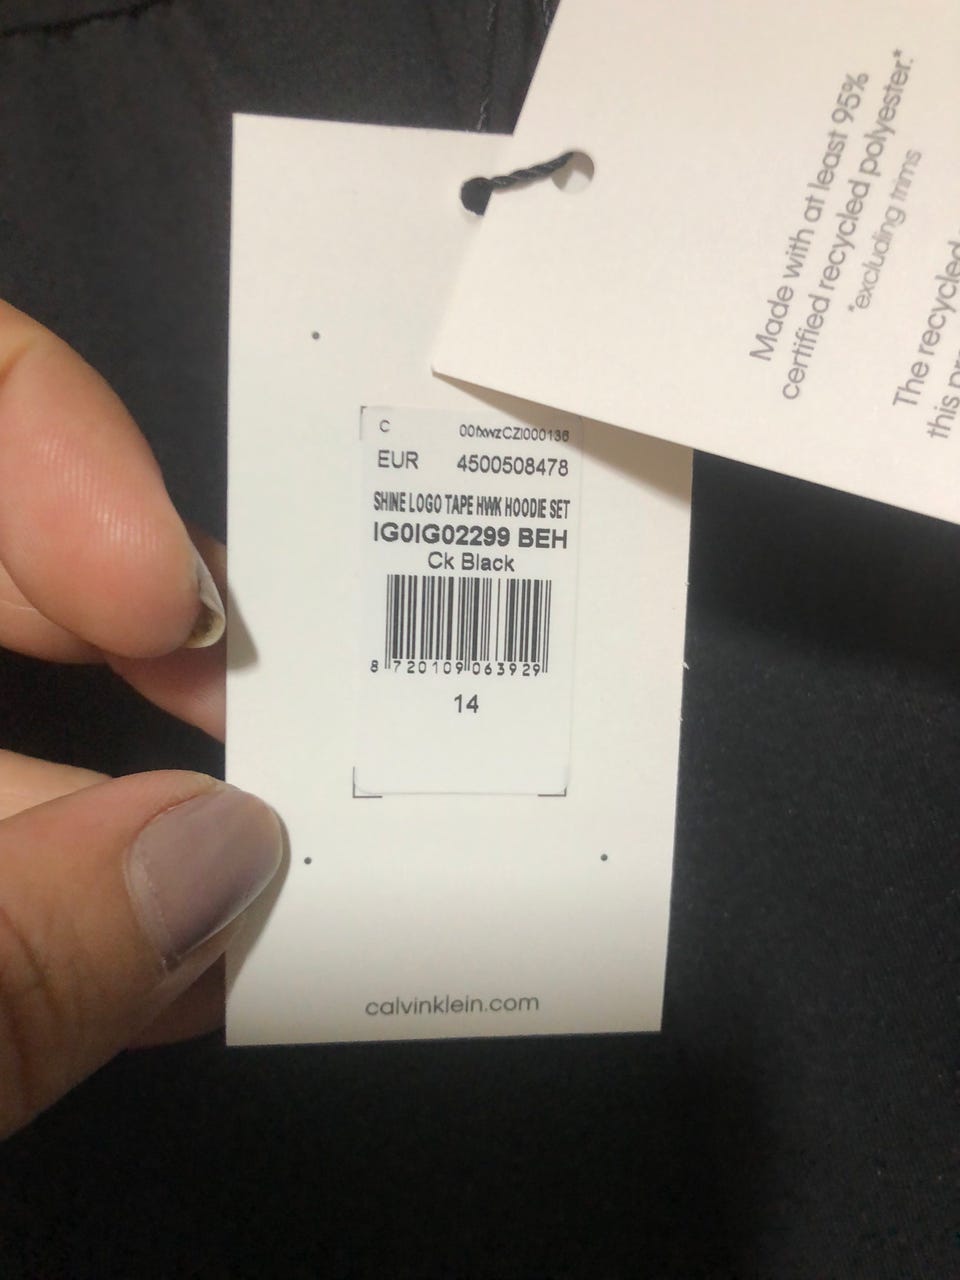 Made with at least 95%
certified recycled polyester.*
*excluding trims
The recycled
this
C 00fxwzCZI000136
EUR 4500508478
SHINE LOGO TAPE HWK HOODIE SET
IG0IG02299 BEH
Ck Black
8 720109 063929
14
calvinklein.com